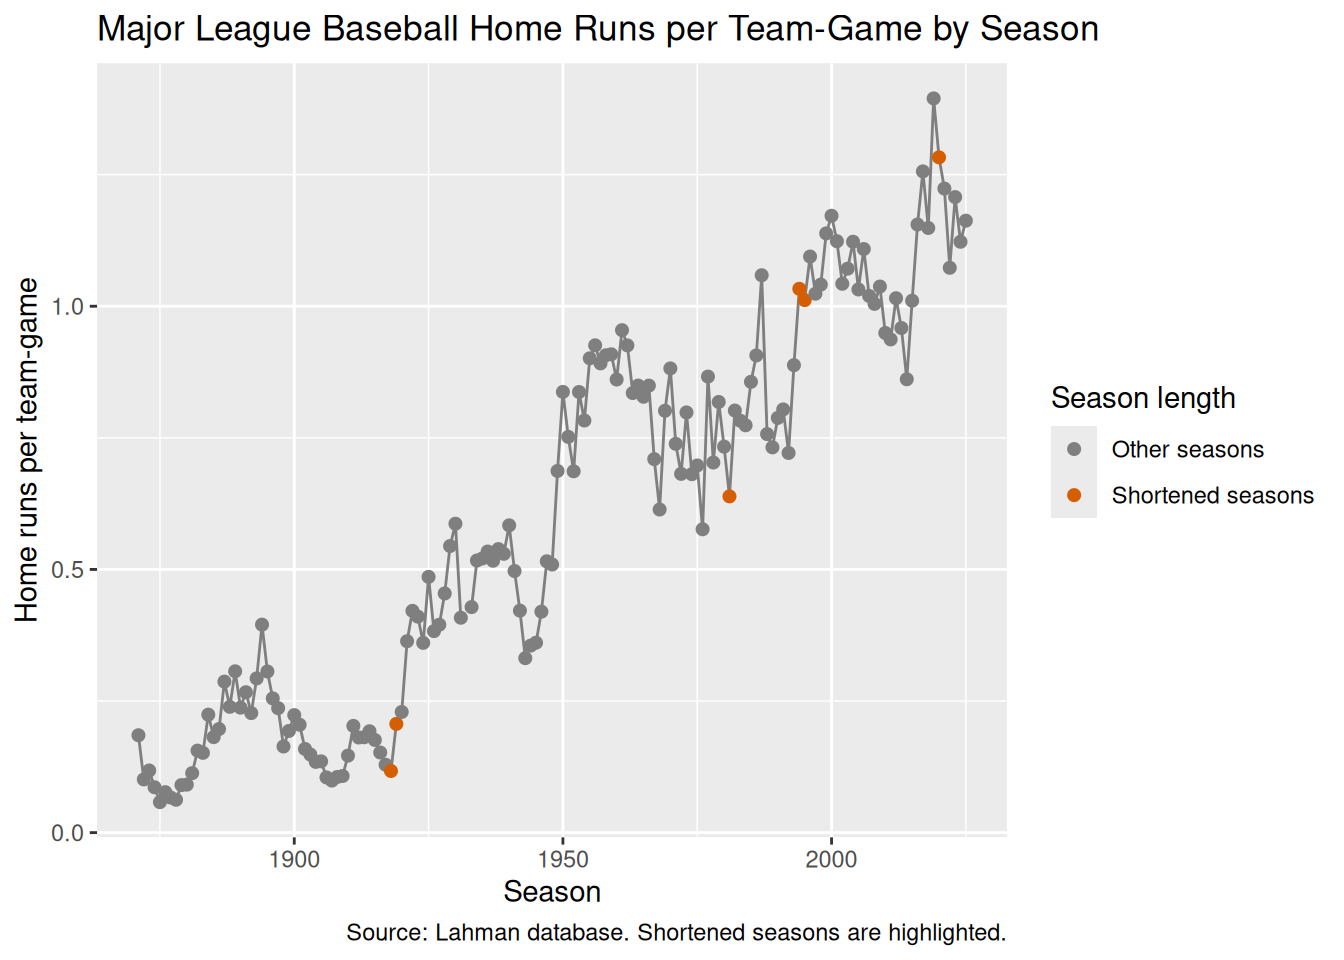 Major League Baseball Home Runs per Team-Game by Season
Home runs per team-game
1.0
0.5
0.0
1900
1950
2000
Season
Season length
Other seasons
Shortened seasons
Source: Lahman database. Shortened seasons are highlighted.